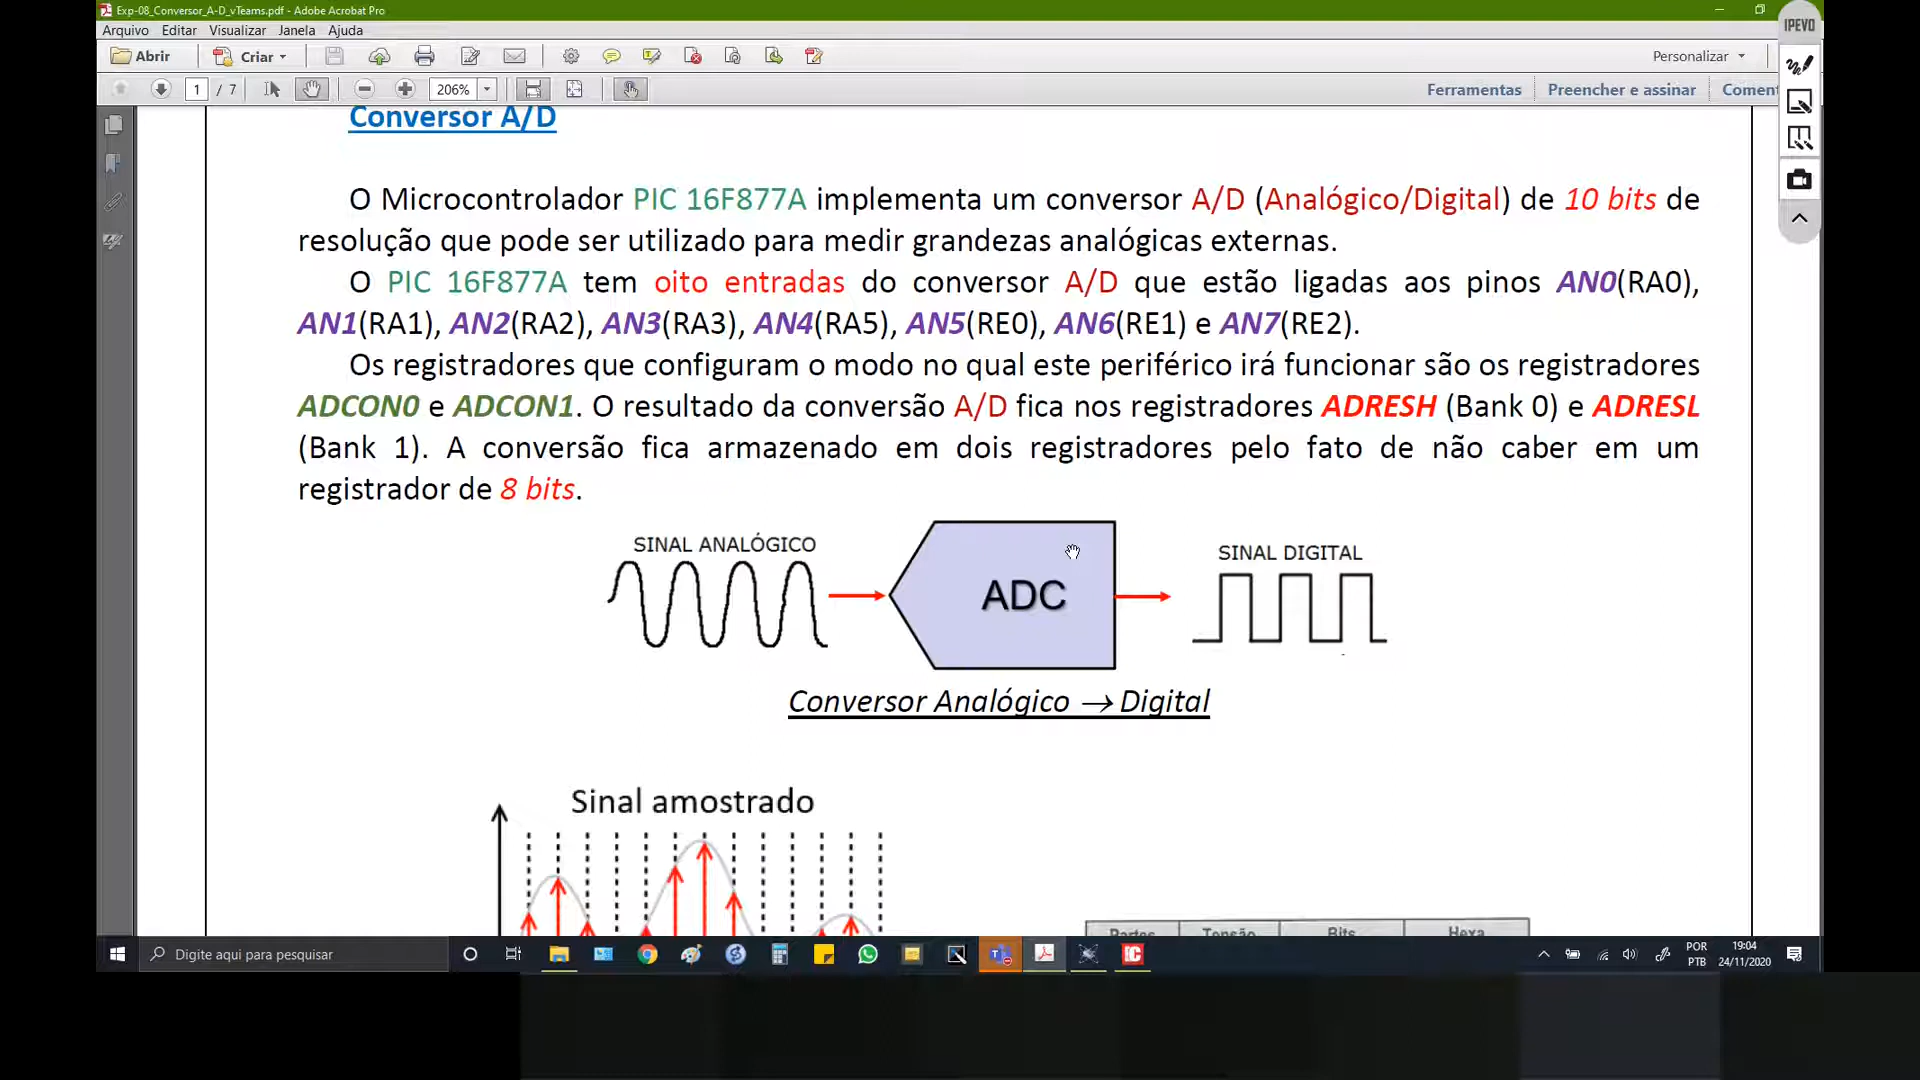 Exp-08_Conversor_A-D_vTeams.pdf - Adobe Acrobat Pro
IPEVO
Arquivo Editar Visualizar Janela Ajuda
Abrir Criar Personalizar
1 / 7 206% Ferramentas Preencher e assinar Coment
Conversor A/D
O Microcontrolador PIC 16F877A implementa um conversor A/D (Analógico/Digital) de 10 bits de
resolução que pode ser utilizado para medir grandezas analógicas externas.
O PIC 16F877A tem oito entradas do conversor A/D que estão ligadas aos pinos AN0(RA0),
AN1(RA1), AN2(RA2), AN3(RA3), AN4(RA5), AN5(RE0), AN6(RE1) e AN7(RE2).
Os registradores que configuram o modo no qual este periférico irá funcionar são os registradores
ADCON0 e ADCON1. O resultado da conversão A/D fica nos registradores ADRESH (Bank 0) e ADRESL
(Bank 1). A conversão fica armazenado em dois registradores pelo fato de não caber em um
registrador de 8 bits.
SINAL ANALÓGICO
ADC
SINAL DIGITAL
Conversor Analógico → Digital
Sinal amostrado
Partes Tensão Bits Hexa
Digite aqui para pesquisar
POR
PTB
19:04
24/11/2020